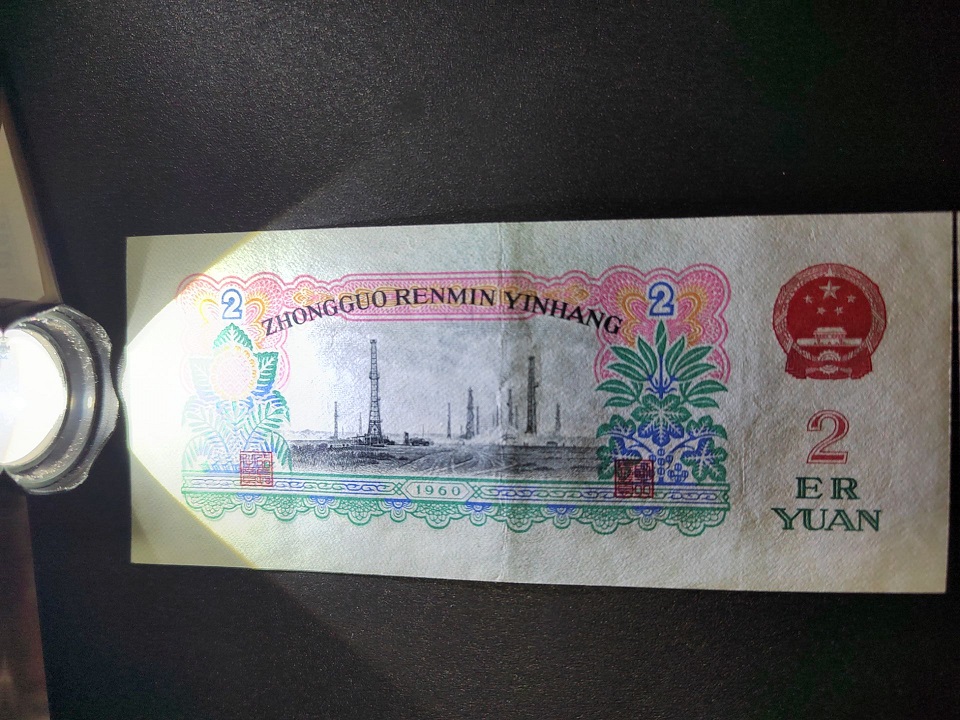 2
2
ZHONGGUO RENMIN YINHANG
1960
2
ER
YUAN